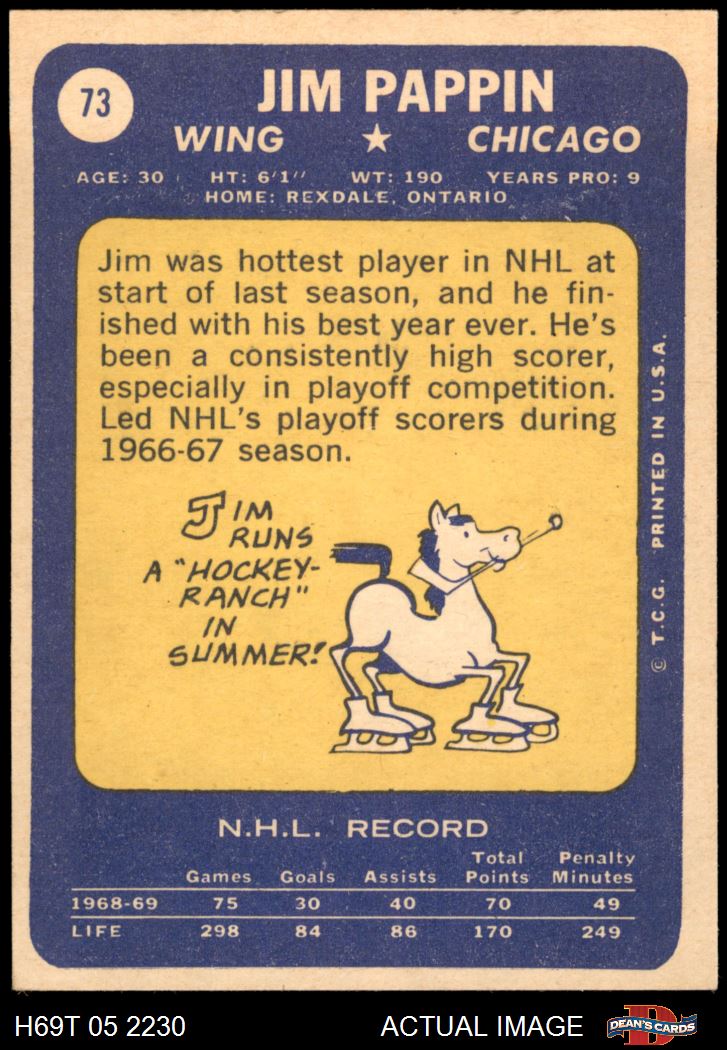 73
JIM PAPPIN
WING ★ CHICAGO
AGE: 30 HT: 6'1" WT: 190 YEARS PRO: 9
HOME: REXDALE, ONTARIO
Jim was hottest player in NHL at
start of last season, and he fin-
ished with his best year ever. He's
been a consistently high scorer,
especially in playoff competition.
Led NHL's playoff scorers during
1966-67 season.
JIM
RUNS
A "HOCKEY-
RANCH"
IN
SUMMER!
© T.C.G. PRINTED IN U.S.A.
N.H.L. RECORD
Games Goals Assists Total Points Penalty Minutes
1968-69 75 30 40 70 49
LIFE 298 84 86 170 249
H69T 05 2230 ACTUAL IMAGE D DEAN'S CARDS